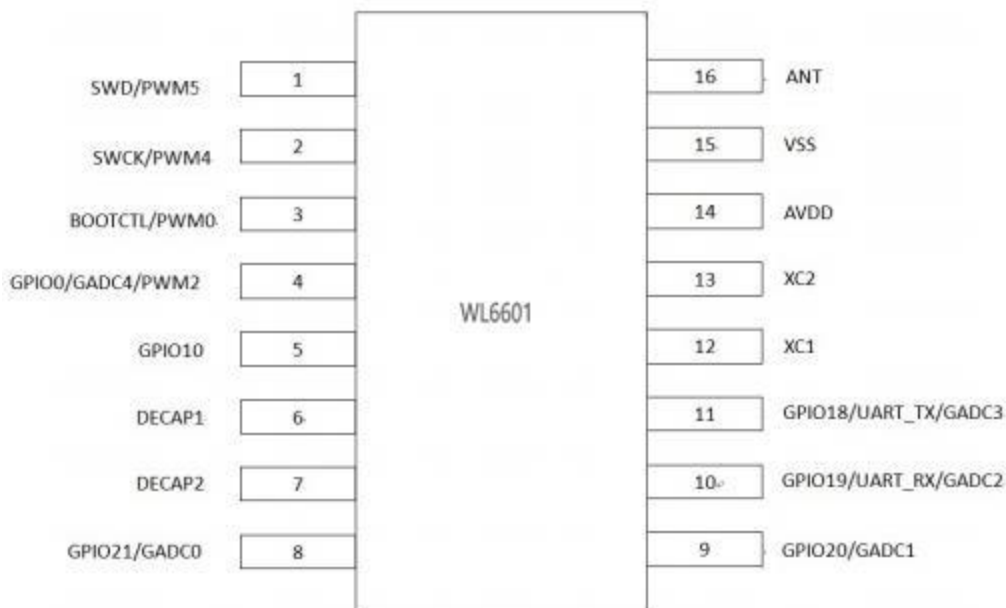 SWD/PWM5 1
SWCK/PWM4 2
BOOTCTL/PWM0 3
GPIO0/GADC4/PWM2 4
GPIO10 5
DECAP1 6
DECAP2 7
GPIO21/GADC0 8
WL6601
16 ANT
15 VSS
14 AVDD
13 XC2
12 XC1
11 GPIO18/UART_TX/GADC3
10 GPIO19/UART_RX/GADC2
9 GPIO20/GADC1